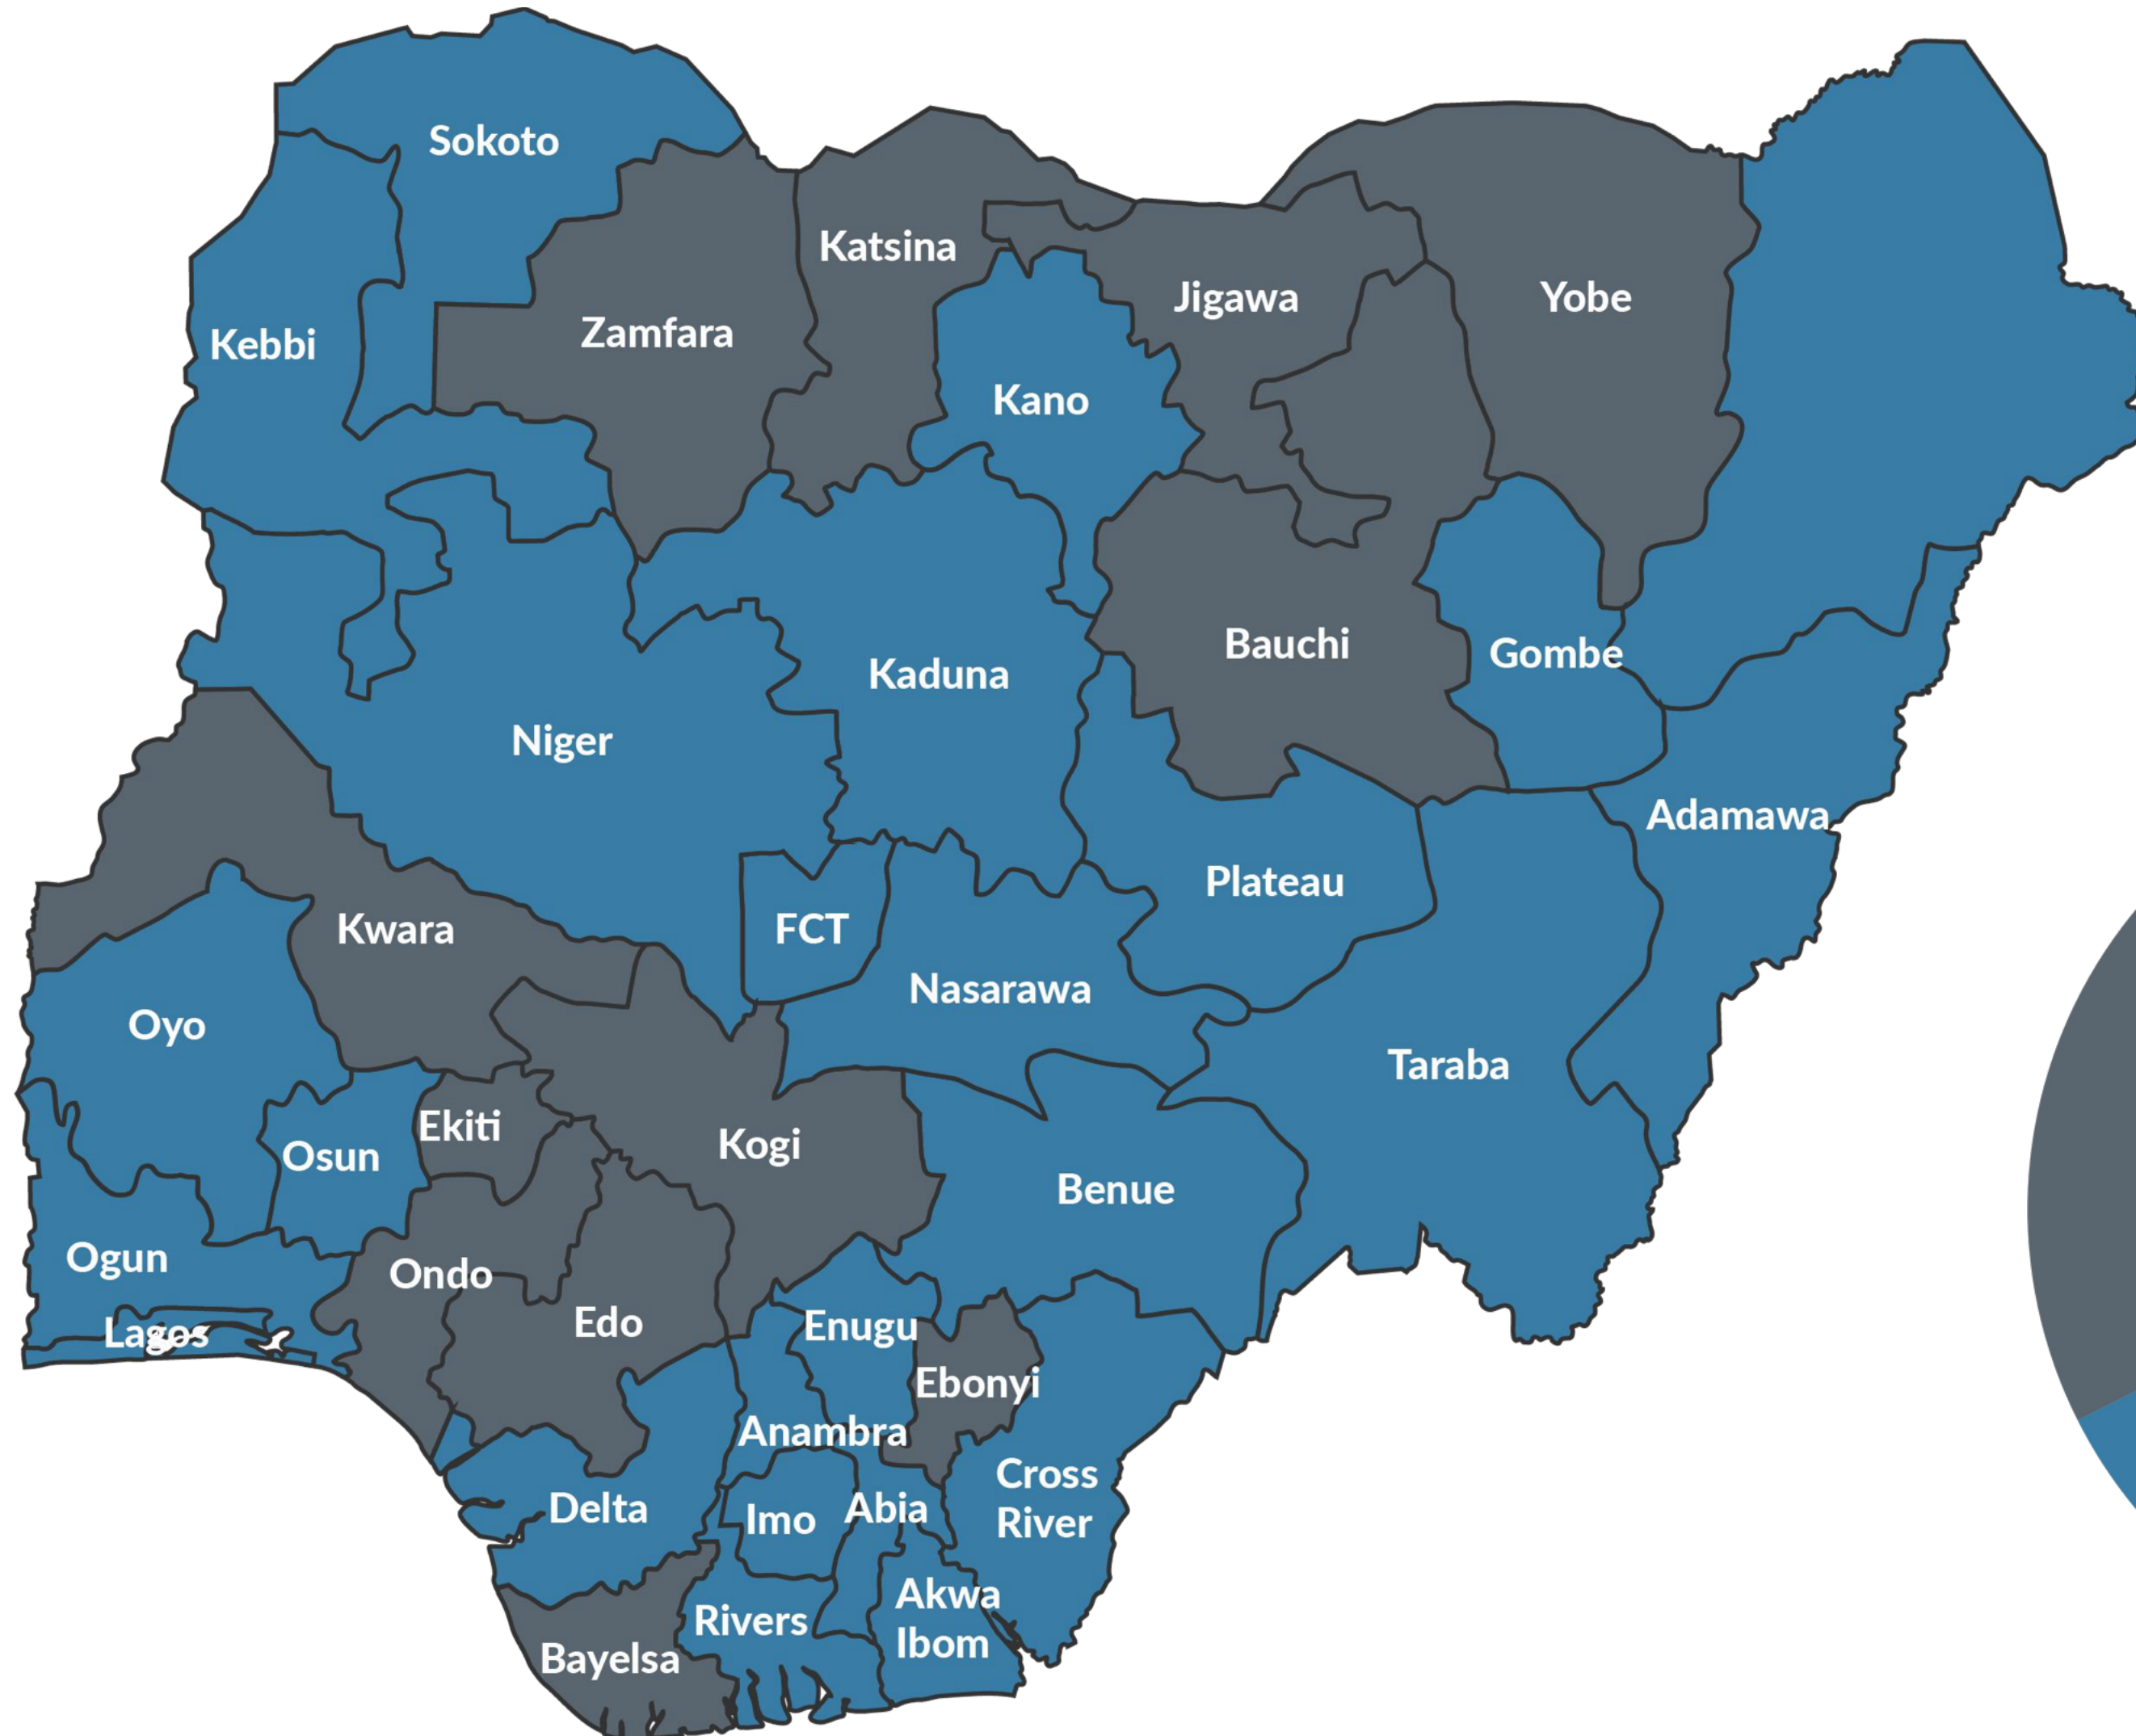 Sokoto
Katsina
Jigawa
Yobe
Zamfara
Kebbi
Kano
Bauchi
Gombe
Kaduna
Niger
Adamawa
Plateau
FCT
Kwara
Nasarawa
Oyo
Taraba
Ekiti
Kogi
Osun
Benue
Ogun
Ondo
Edo
Enugu
Lagos
Ebonyi
Anambra
Cross
River
Delta
Imo
Abia
Akwa
Ibom
Rivers
Bayelsa